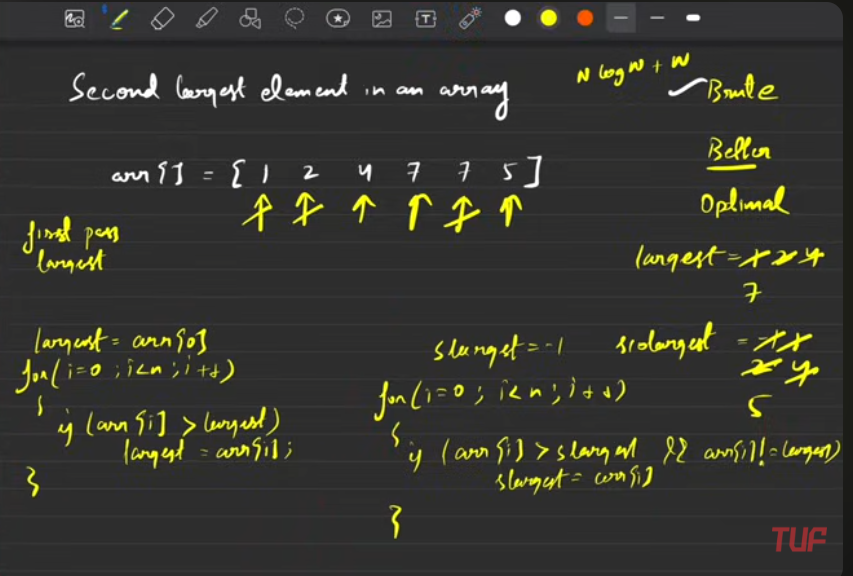 Second largest element in an array
N log N + N
Brute
Better
Optimal
arr[] = [ 1 2 4 7 7 5 ]
first pass
largest
largest = 1 2 4
7
largest = arr[0]
for(i=0; i<n; i++)
{
if (arr[i] > largest)
largest = arr[i];
}
slargest = -1
for(i=0; i<n; i++)
{
if (arr[i] > slargest && arr[i] != largest)
slargest = arr[i]
}
2 4
5
TUF